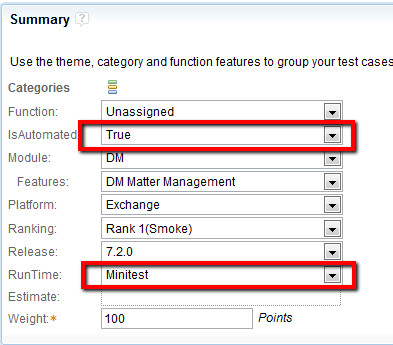 Summary ?
Use the theme, category and function features to group your test cases
Categories
Function: Unassigned
IsAutomated: True
Module: DM
Features: DM Matter Management
Platform: Exchange
Ranking: Rank 1(Smoke)
Release: 7.2.0
RunTime: Minitest
Estimate:
Weight:* 100 Points